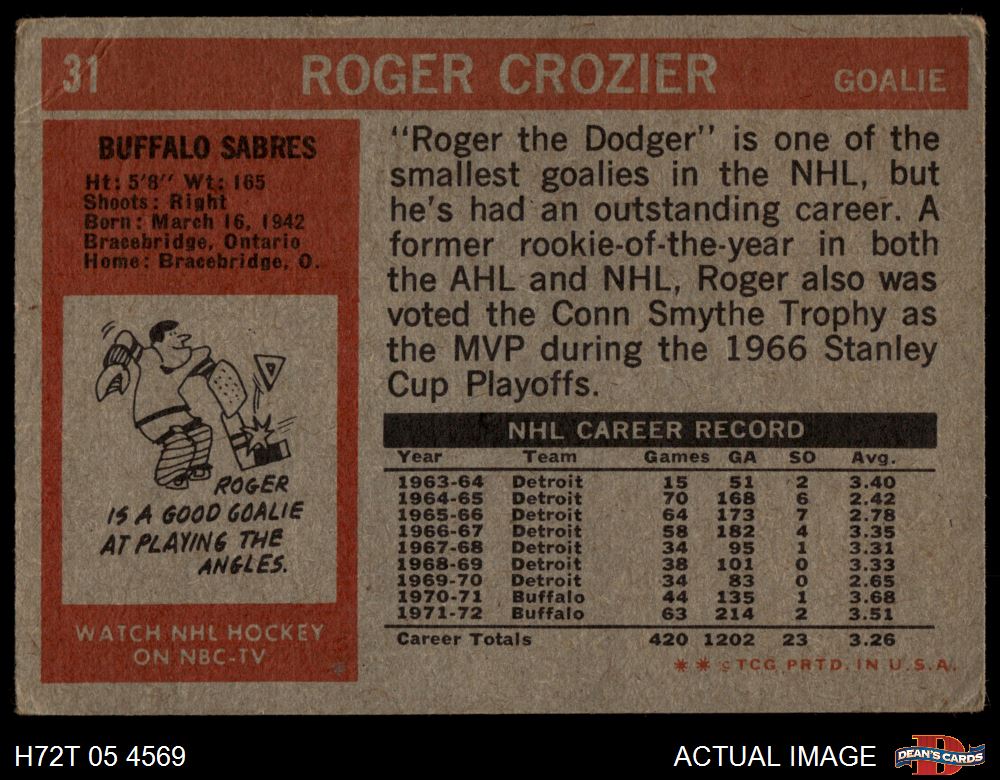 31 ROGER CROZIER GOALIE
BUFFALO SABRES
Ht: 5'8" Wt: 165
Shoots: Right
Born: March 16, 1942
Bracebridge, Ontario
Home: Bracebridge, O.
ROGER
IS A GOOD GOALIE
AT PLAYING THE
ANGLES.
WATCH NHL HOCKEY
ON NBC-TV
"Roger the Dodger" is one of the
smallest goalies in the NHL, but
he's had an outstanding career. A
former rookie-of-the-year in both
the AHL and NHL, Roger also was
voted the Conn Smythe Trophy as
the MVP during the 1966 Stanley
Cup Playoffs.
NHL CAREER RECORD
Year Team Games GA SO Avg.
1963-64 Detroit 15 51 2 3.40
1964-65 Detroit 70 168 6 2.42
1965-66 Detroit 64 173 7 2.78
1966-67 Detroit 58 182 4 3.35
1967-68 Detroit 34 95 1 3.31
1968-69 Detroit 38 101 0 3.33
1969-70 Detroit 34 83 0 2.65
1970-71 Buffalo 44 135 1 3.68
1971-72 Buffalo 63 214 2 3.51
Career Totals 420 1202 23 3.26
* * © TCG PRTD. IN U.S.A.
H72T 05 4569
ACTUAL IMAGE
D
DEAN'S CARDS